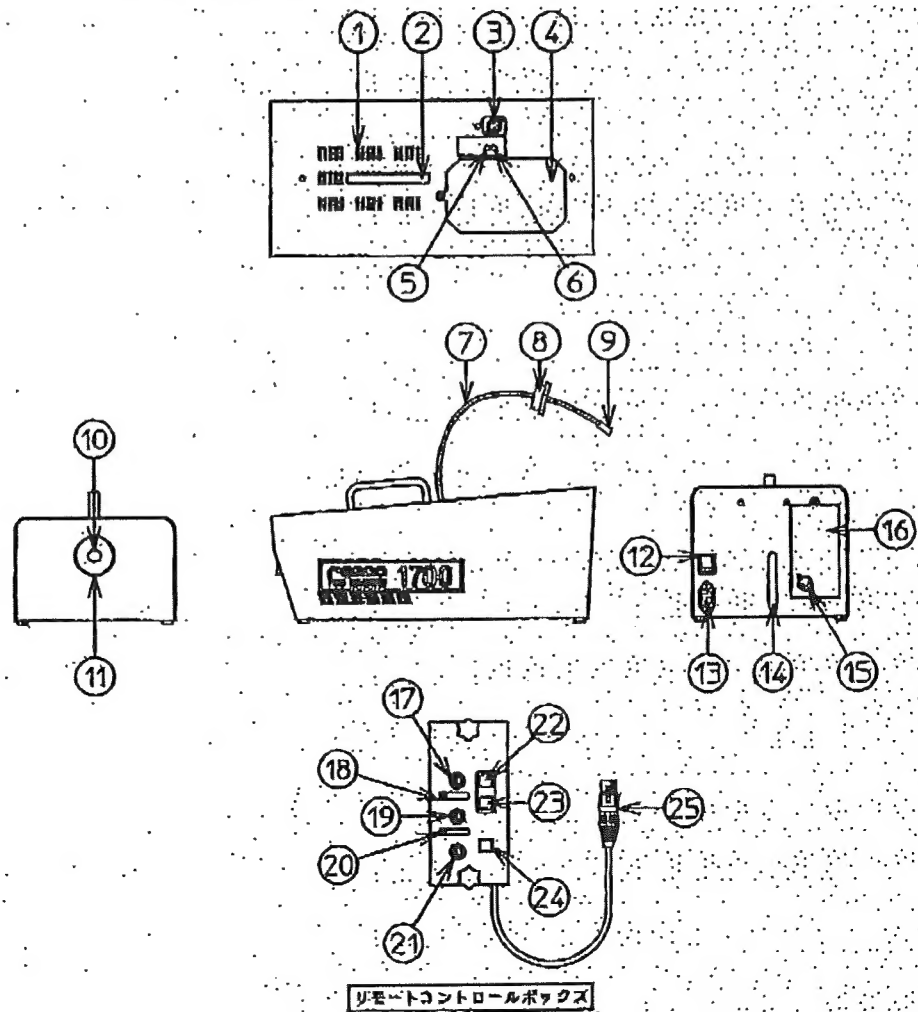 ① ② ③ ④
⑤ ⑥
⑦ ⑧ ⑨
⑩
⑪
1700
⑫ ⑯
⑬ ⑭ ⑮
⑰ ㉒
⑱ ㉓ ㉕
⑲
⑳ ㉔
㉑
リモートコントロールボックス